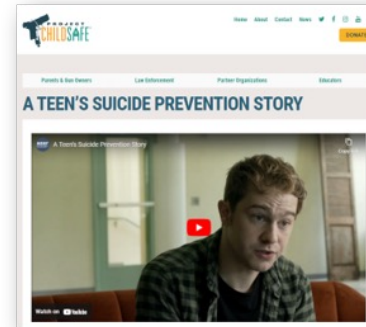 PROJECT
CHILDSAFE
Home About Contact News
DONATE
Parents & Gun Owners Law Enforcement Partner Organizations Educators
A TEEN'S SUICIDE PREVENTION STORY
A Teen's Suicide Prevention Story
Watch on YouTube